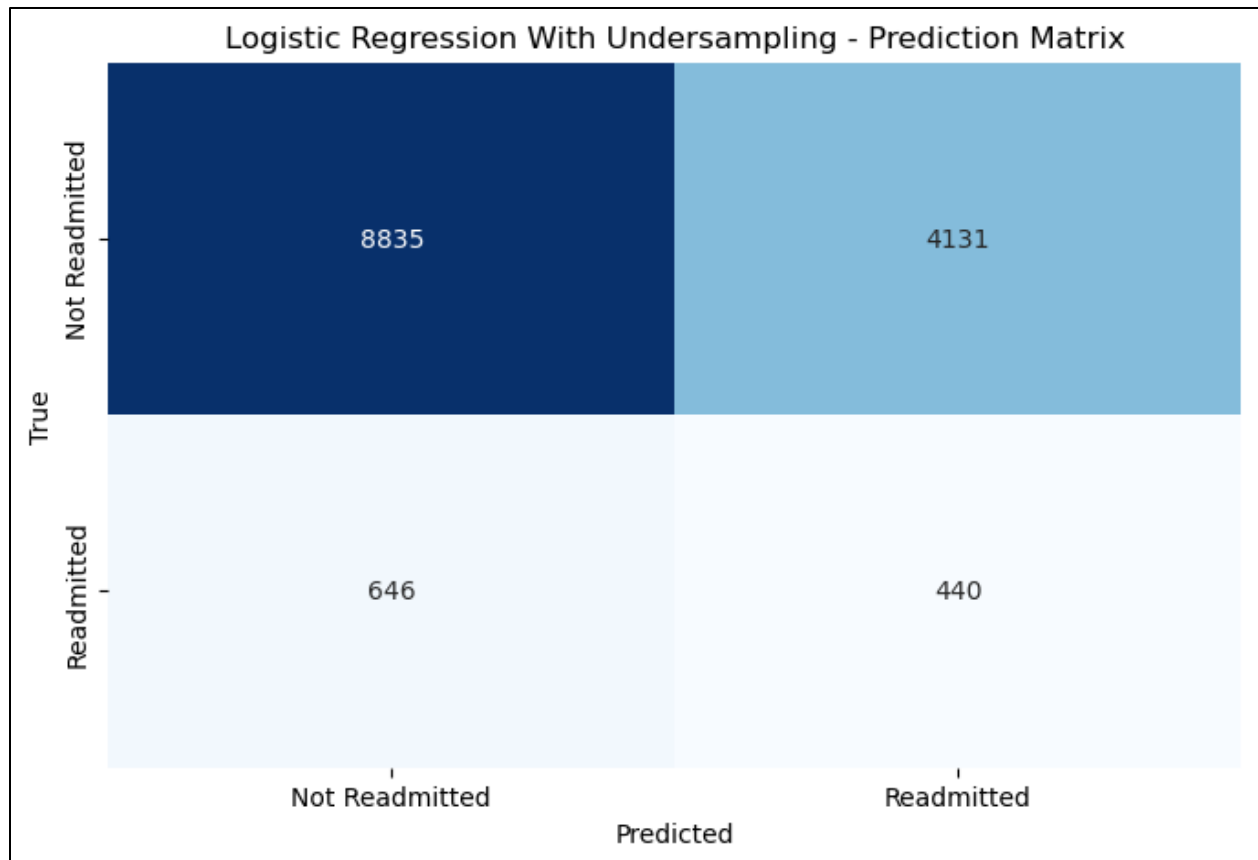 Logistic Regression With Undersampling - Prediction Matrix
Not Readmitted
8835
4131
True
Readmitted
646
440
Not Readmitted
Readmitted
Predicted